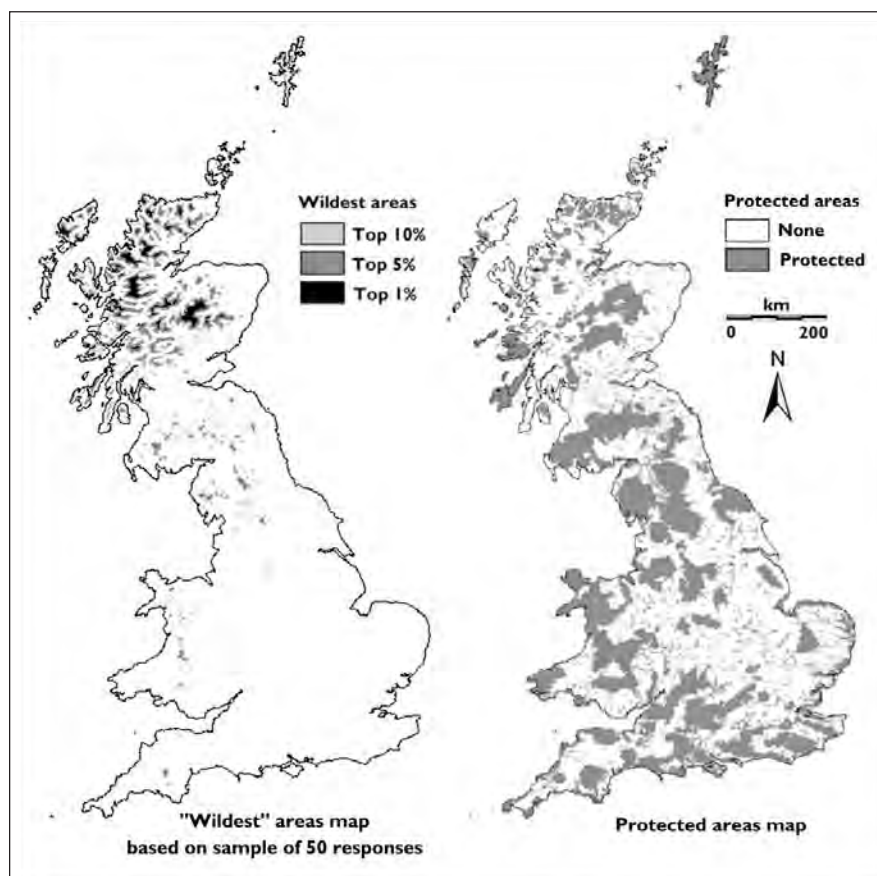 Wildest areas
Top 10%
Top 5%
Top 1%
"Wildest" areas map
based on sample of 50 responses
Protected areas
None
Protected
km
0 200
N
Protected areas map